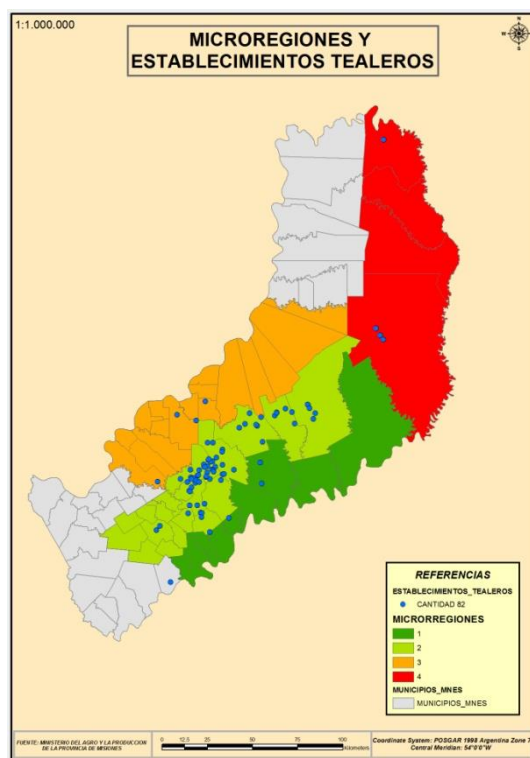 1:1.000.000
MICROREGIONES Y
ESTABLECIMIENTOS TEALEROS
N
W
E
S
REFERENCIAS
ESTABLECIMIENTOS_TEALEROS
CANTIDAD 82
MICRORREGIONES
1
2
3
4
MUNICIPIOS_MNES
MUNICIPIOS_MNES
FUENTE: MINISTERIO DEL AGRO Y LA PRODUCCION
DE LA PROVINCIA DE MISIONES
0 12,5 25 50 75 100
Kilometers
Coordinate System: POSGAR 1998 Argentina Zone 7
Central Meridian: 54°0'0"W